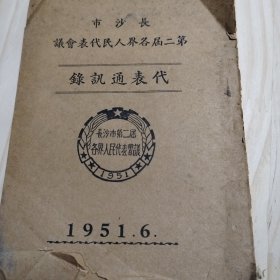 長沙市
第二屆各界人民代表會議
代表通訊錄
長沙市第二屆
各界人民代表會議
1951
1951.6.